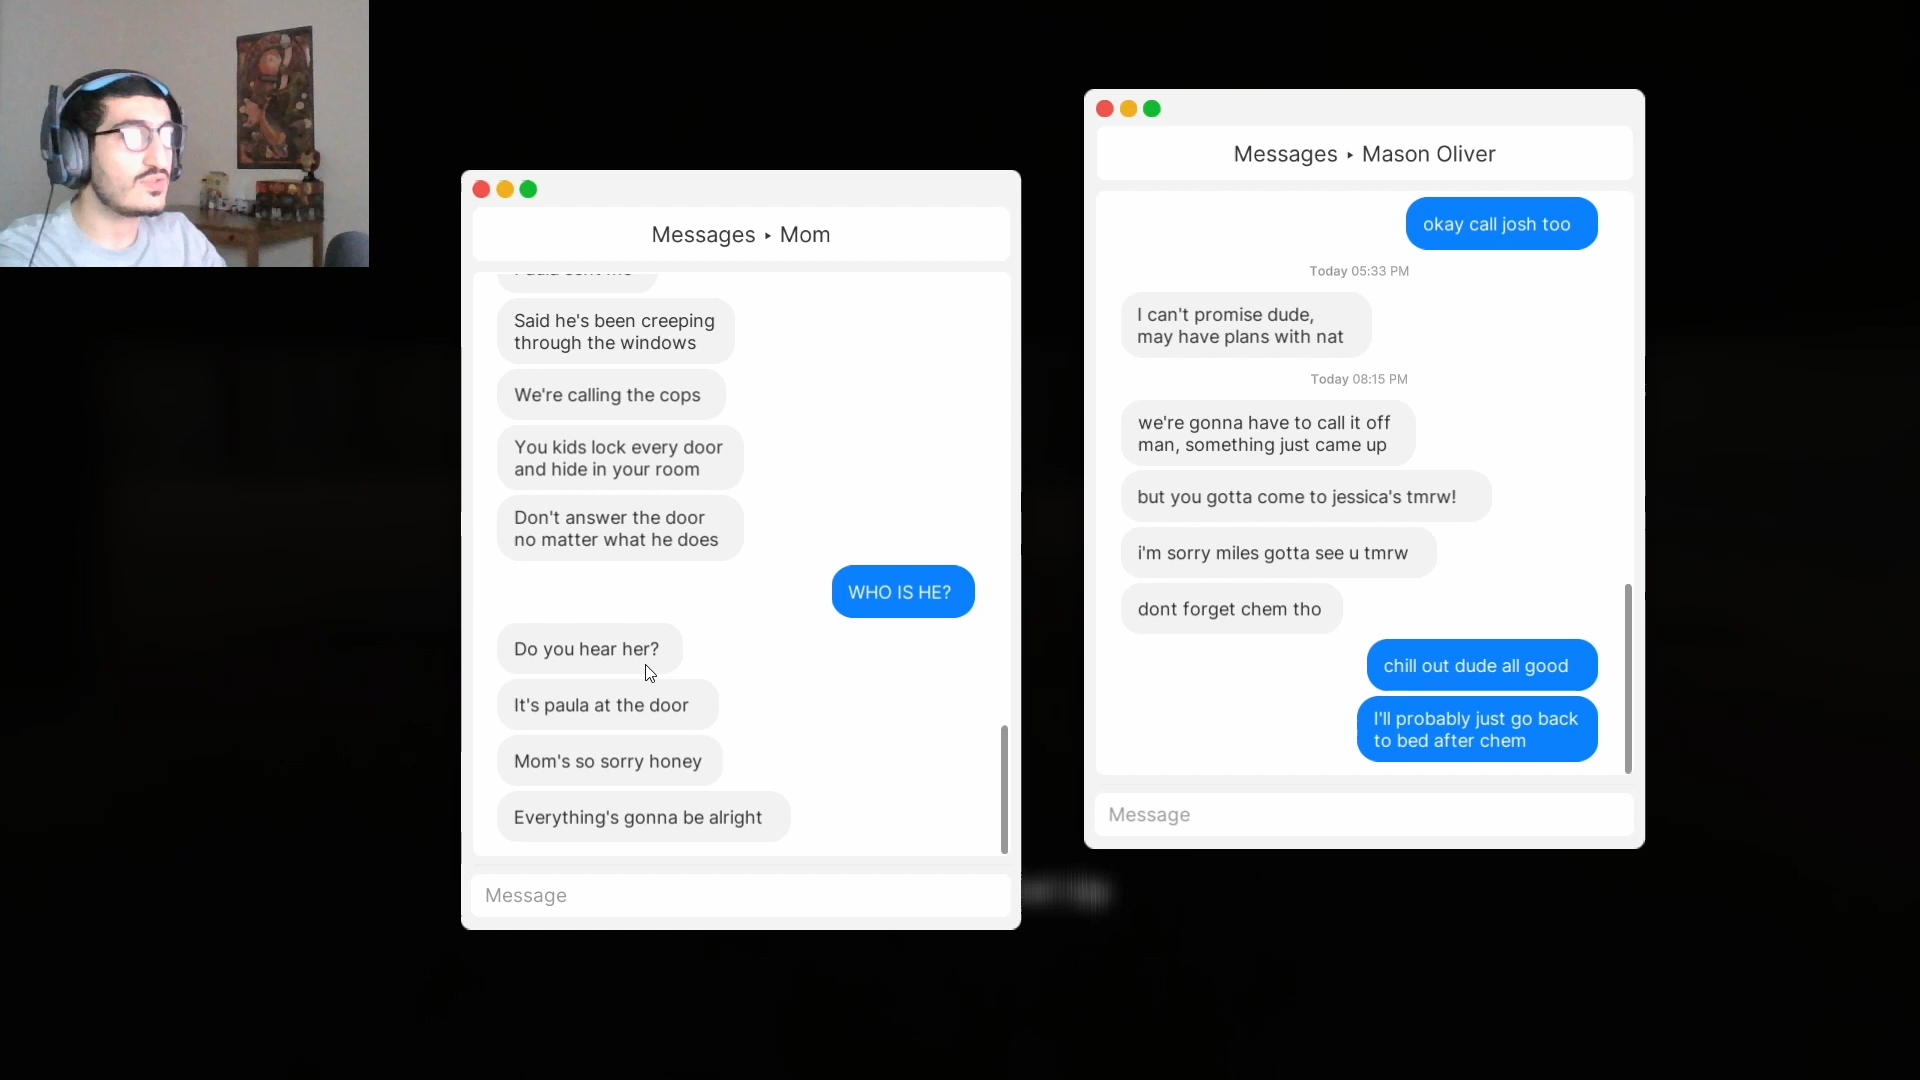 Messages ▸ Mom
Said he's been creeping
through the windows
We're calling the cops
You kids lock every door
and hide in your room
Don't answer the door
no matter what he does
WHO IS HE?
Do you hear her?
It's paula at the door
Mom's so sorry honey
Everything's gonna be alright
Message
Messages ▸ Mason Oliver
okay call josh too
Today 05:33 PM
I can't promise dude,
may have plans with nat
Today 08:15 PM
we're gonna have to call it off
man, something just came up
but you gotta come to jessica's tmrw!
i'm sorry miles gotta see u tmrw
dont forget chem tho
chill out dude all good
I'll probably just go back
to bed after chem
Message